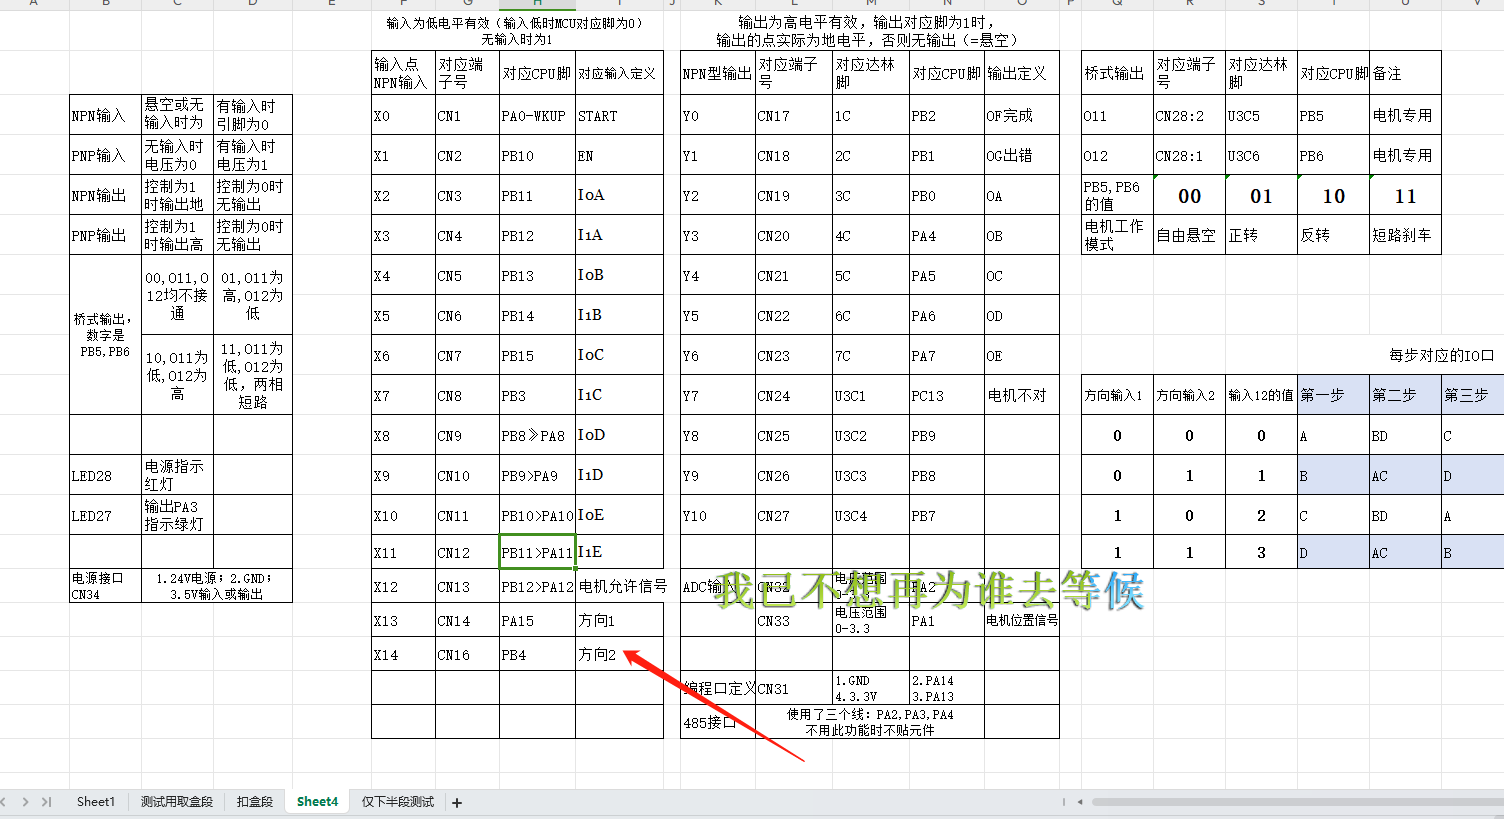 A B C D E F G H I J K L M N O P Q R S T U V
输入为低电平有效（输入低时MCU对应脚为0）
无输入时为1
输出为高电平有效，输出对应脚为1时，
输出的点实际为地电平，否则无输出（=悬空）
输入点 NPN输入 对应端子号 对应CPU脚 对应输入定义 NPN型输出 对应端子号 对应达林脚 对应CPU脚 输出定义 桥式输出 对应端子号 对应达林脚 对应CPU脚 备注
NPN输入 悬空或无输入时为 有输入时引脚为0 X0 CN1 PA0-WKUP START Y0 CN17 1C PB2 OF完成 O11 CN28:2 U3C5 PB5 电机专用
PNP输入 无输入时电压为0 有输入时电压为1 X1 CN2 PB10 EN Y1 CN18 2C PB1 OG出错 O12 CN28:1 U3C6 PB6 电机专用
NPN输出 控制为1时输出地 控制为0时无输出 X2 CN3 PB11 I0A Y2 CN19 3C PB0 OA PB5,PB6的值 00 01 10 11
PNP输出 控制为1时输出高 控制为0时无输出 X3 CN4 PB12 I1A Y3 CN20 4C PA4 OB 电机工作模式 自由悬空 正转 反转 短路刹车
桥式输出，数字是PB5,PB6 00,O11,O12均不接通 01,O11为高,O12为低 X4 CN5 PB13 I0B Y4 CN21 5C PA5 OC
X5 CN6 PB14 I1B Y5 CN22 6C PA6 OD
10,O11为低,O12为高 11,O11为低,O12为低，两相短路 X6 CN7 PB15 I0C Y6 CN23 7C PA7 OE 每步对应的IO口
X7 CN8 PB3 I1C Y7 CN24 U3C1 PC13 电机不对 方向输入1 方向输入2 输入12的值 第一步 第二步 第三步
X8 CN9 PB8》PA8 I0D Y8 CN25 U3C2 PB9 0 0 0 A BD C
LED28 电源指示红灯 X9 CN10 PB9>PA9 I1D Y9 CN26 U3C3 PB8 0 1 1 B AC D
LED27 输出PA3指示绿灯 X10 CN11 PB10>PA10 I0E Y10 CN27 U3C4 PB7 1 0 2 C BD A
X11 CN12 PB11>PA11 I1E 1 1 3 D AC B
电源接口CN34 1.24V电源；2.GND；3.5V输入或输出 X12 CN13 PB12>PA12 电机允许信号 ADC输入 CN32 电压范围 PA2
我已不想再为谁去等候
X13 CN14 PA15 方向1 CN33 电压范围0-3.3 PA1 电机位置信号
X14 CN16 PB4 方向2
编程口定义 CN31 1.GND 4.3.3V 2.PA14 3.PA13
485接口 使用了三个线：PA2,PA3,PA4 不用此功能时不贴元件
Sheet1 测试用取盒段 扣盒段 Sheet4 仅下半段测试 +